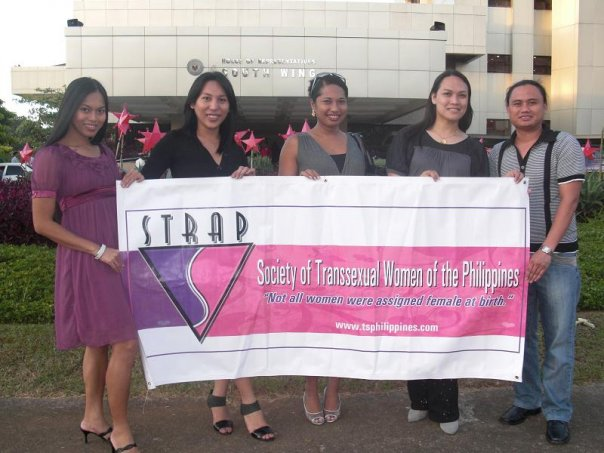 HOUSE OF REPRESENTATIVES
SOUTH WING
STRAP
Society of Transsexual Women of the Philippines
"Not all women were assigned female at birth."
www.tsphilippines.com